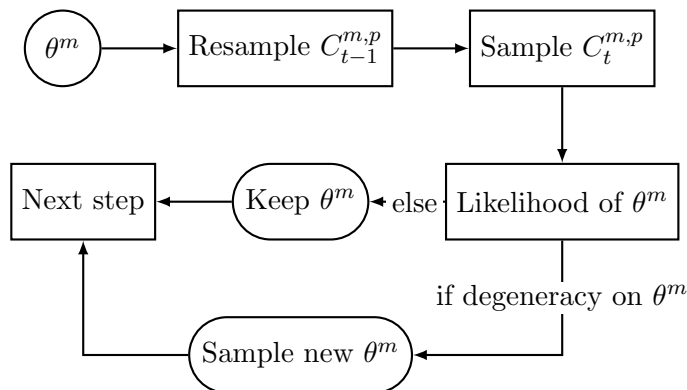 θ^m
Resample C_{t−1}^{m,p}
Sample C_t^{m,p}
Next step
Keep θ^m
else
Likelihood of θ^m
if degeneracy on θ^m
Sample new θ^m